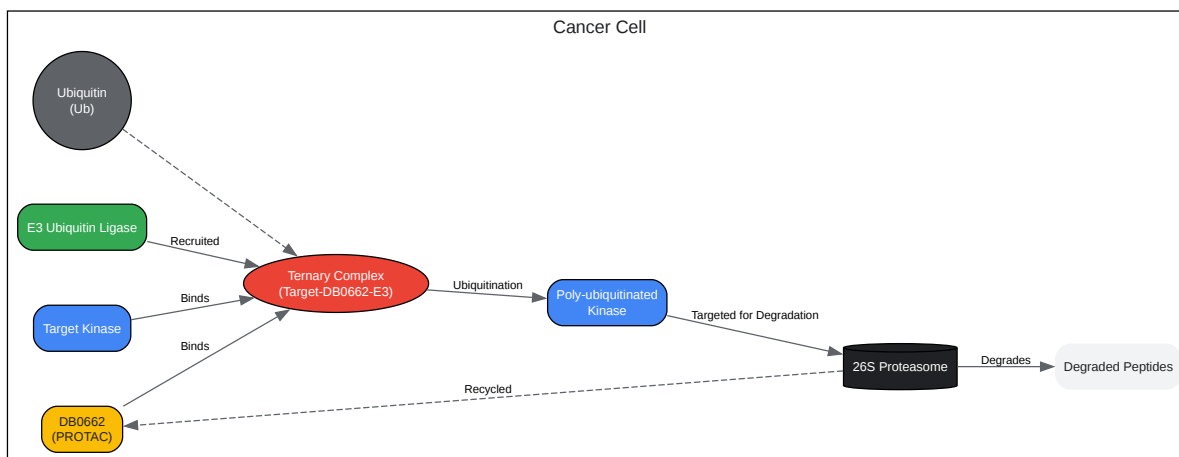 Cancer Cell
Ubiquitin
(Ub)
E3 Ubiquitin Ligase
Recruited
Target Kinase
Binds
Ternary Complex
(Target-DB0662-E3)
Binds
DB0662
(PROTAC)
Ubiquitination
Poly-ubiquitinated
Kinase
Targeted for Degradation
26S Proteasome
Recycled
Degrades
Degraded Peptides